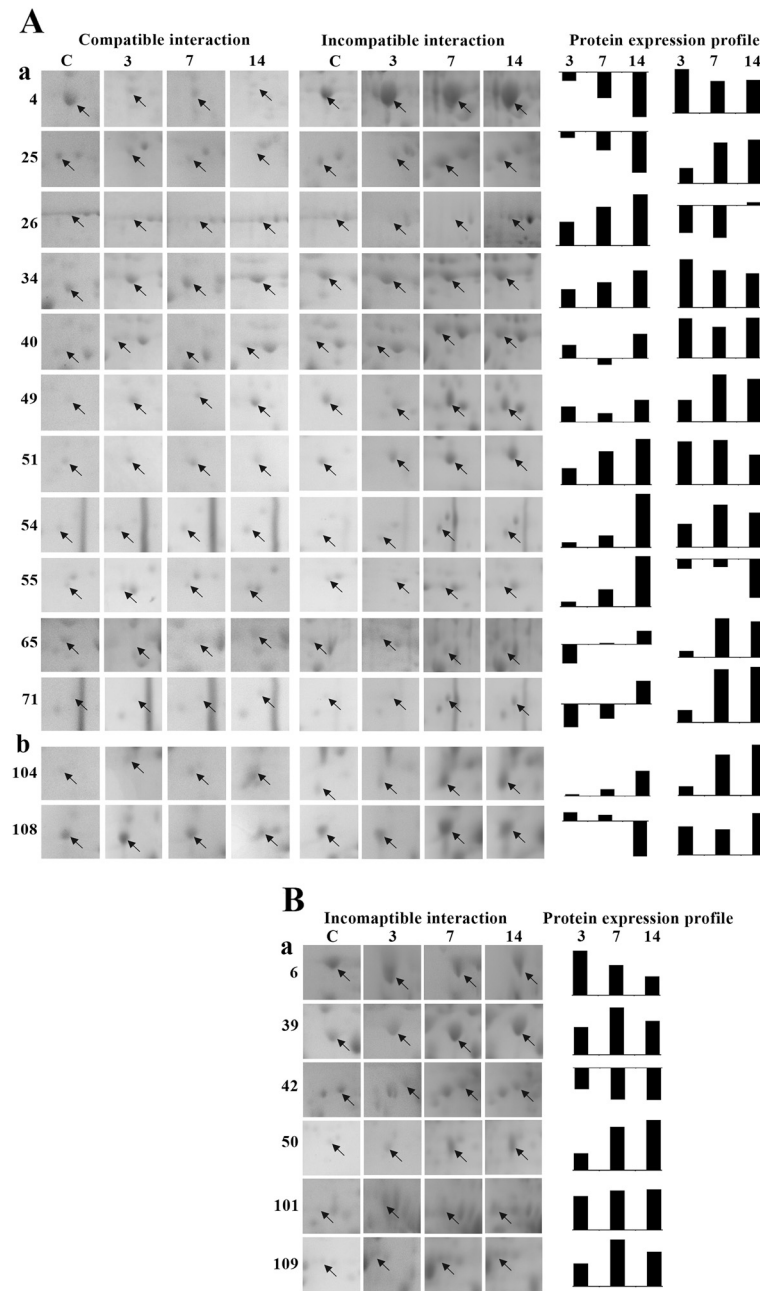 A
Compatible interaction Incompatible interaction Protein expression profile
C 3 7 14 C 3 7 14 3 7 14 3 7 14
a
4
25
26
34
40
49
51
54
55
65
71
b
104
108
B
Incomaptible interaction Protein expression profile
C 3 7 14 3 7 14
a
6
39
42
50
101
109